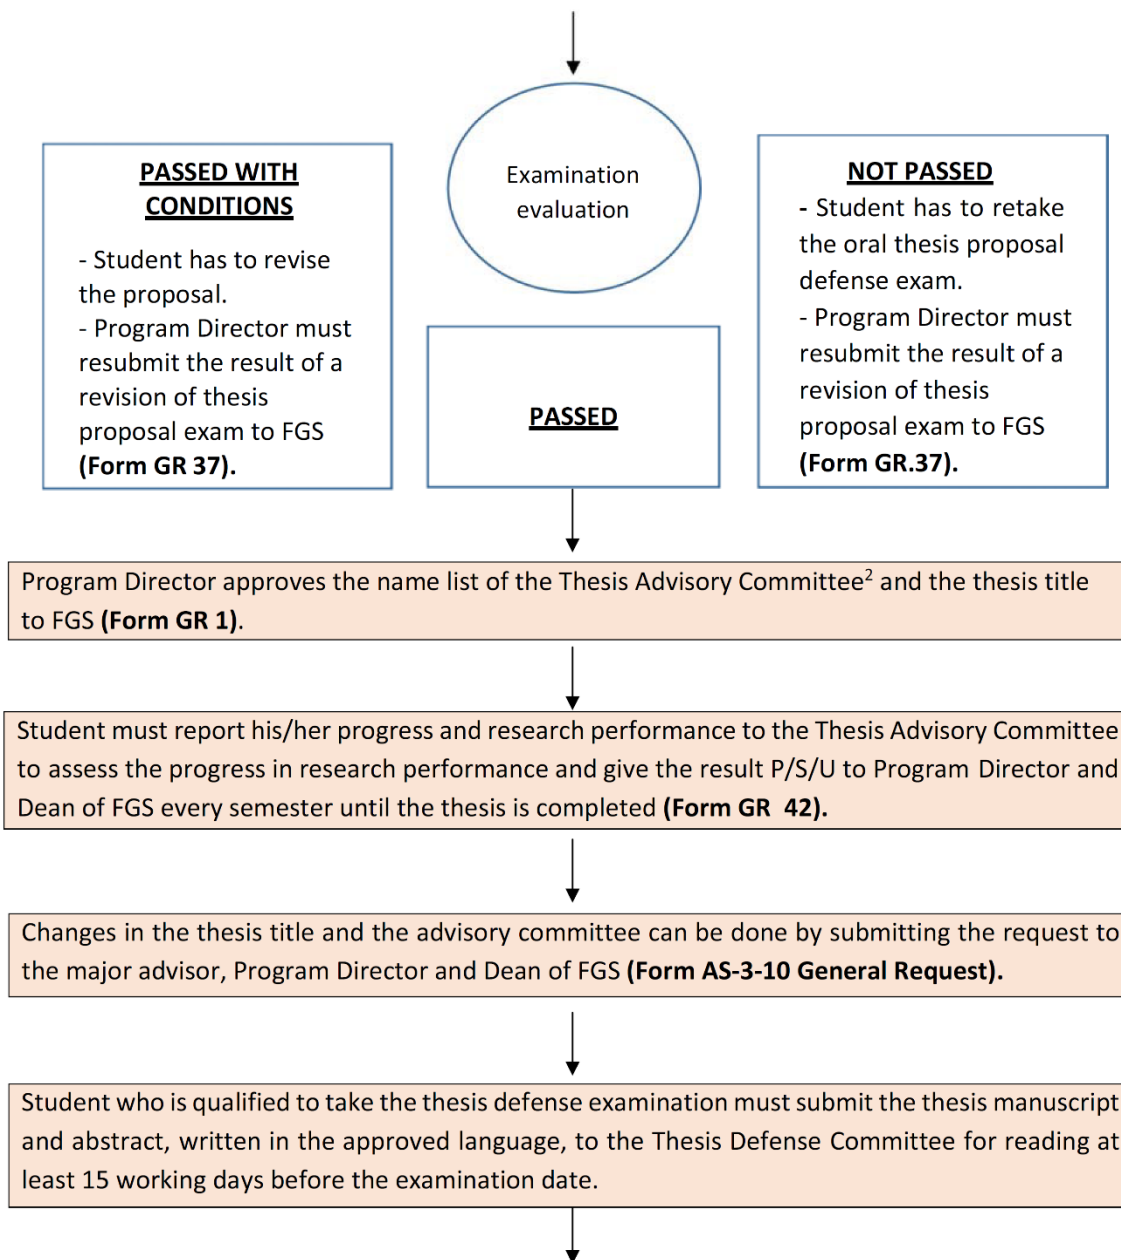 Examination
evaluation
PASSED WITH
CONDITIONS
- Student has to revise
the proposal.
- Program Director must
resubmit the result of a
revision of thesis
proposal exam to FGS
(Form GR 37).
PASSED
NOT PASSED
- Student has to retake
the oral thesis proposal
defense exam.
- Program Director must
resubmit the result of a
revision of thesis
proposal exam to FGS
(Form GR.37).
Program Director approves the name list of the Thesis Advisory Committee² and the thesis title
to FGS (Form GR 1).
Student must report his/her progress and research performance to the Thesis Advisory Committee
to assess the progress in research performance and give the result P/S/U to Program Director and
Dean of FGS every semester until the thesis is completed (Form GR  42).
Changes in the thesis title and the advisory committee can be done by submitting the request to
the major advisor, Program Director and Dean of FGS (Form AS-3-10 General Request).
Student who is qualified to take the thesis defense examination must submit the thesis manuscript
and abstract, written in the approved language, to the Thesis Defense Committee for reading at
least 15 working days before the examination date.